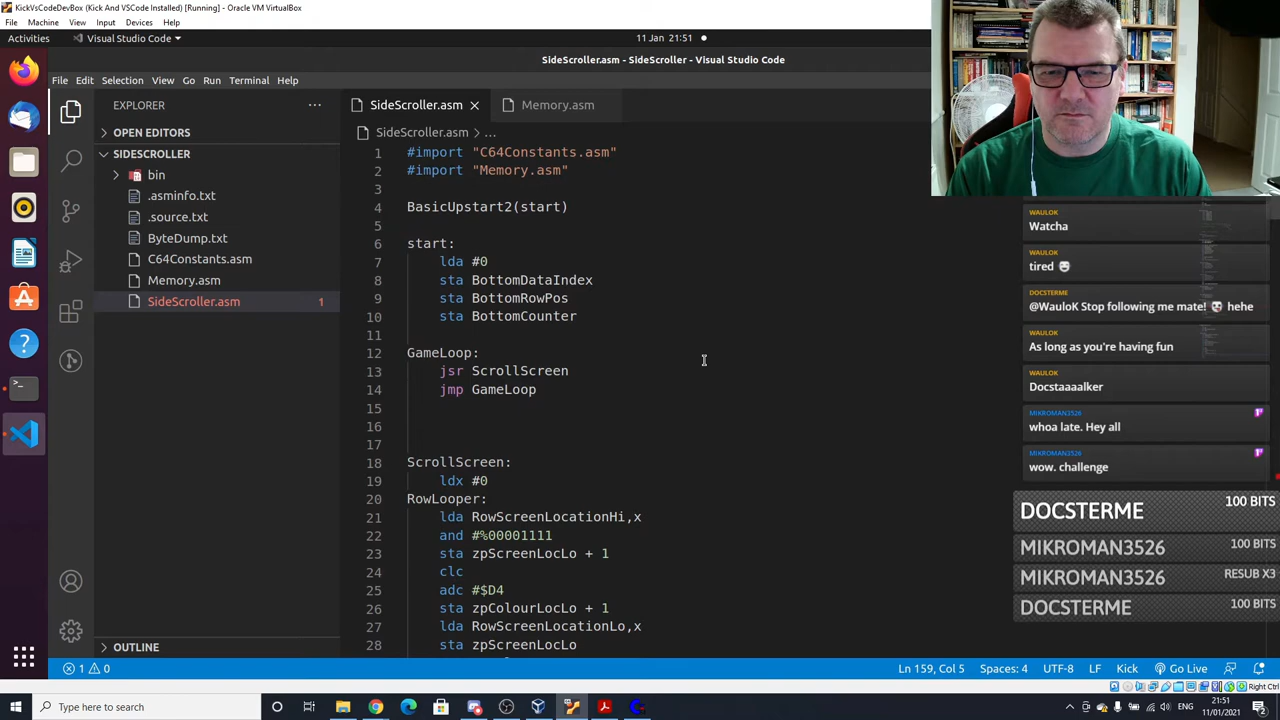 KickVsCodeDevBox (Kick And VSCode Installed) [Running] - Oracle VM VirtualBox
File Machine View Input Devices Help
Activities Visual Studio Code 11 Jan 21:51
SideScroller.asm - SideScroller - Visual Studio Code
File Edit Selection View Go Run Terminal Help
EXPLORER
OPEN EDITORS
SIDESCROLLER
bin
.asminfo.txt
.source.txt
ByteDump.txt
C64Constants.asm
Memory.asm
SideScroller.asm 1
OUTLINE
SideScroller.asm Memory.asm
SideScroller.asm > ...
1 #import "C64Constants.asm"
2 #import "Memory.asm"
3
4 BasicUpstart2(start)
5
6 start:
7 lda #0
8 sta BottomDataIndex
9 sta BottomRowPos
10 sta BottomCounter
11
12 GameLoop:
13 jsr ScrollScreen
14 jmp GameLoop
15
16
17
18 ScrollScreen:
19 ldx #0
20 RowLooper:
21 lda RowScreenLocationHi,x
22 and #%00001111
23 sta zpScreenLocLo + 1
24 clc
25 adc #$D4
26 sta zpColourLocLo + 1
27 lda RowScreenLocationLo,x
28 sta zpScreenLocLo
WAULOK
Watcha
WAULOK
tired
DOCSTERME
@WauloK Stop following me mate! hehe
WAULOK
As long as you're having fun
WAULOK
Docstaaaalker
MIKROMAN3526
whoa late. Hey all
MIKROMAN3526
wow. challenge
DOCSTERME 100 BITS
MIKROMAN3526 100 BITS
MIKROMAN3526 RESUB X3
DOCSTERME 100 BITS
1 0 Ln 159, Col 5 Spaces: 4 UTF-8 LF Kick Go Live
Right Ctrl
Type here to search
21:51
11/01/2021
2